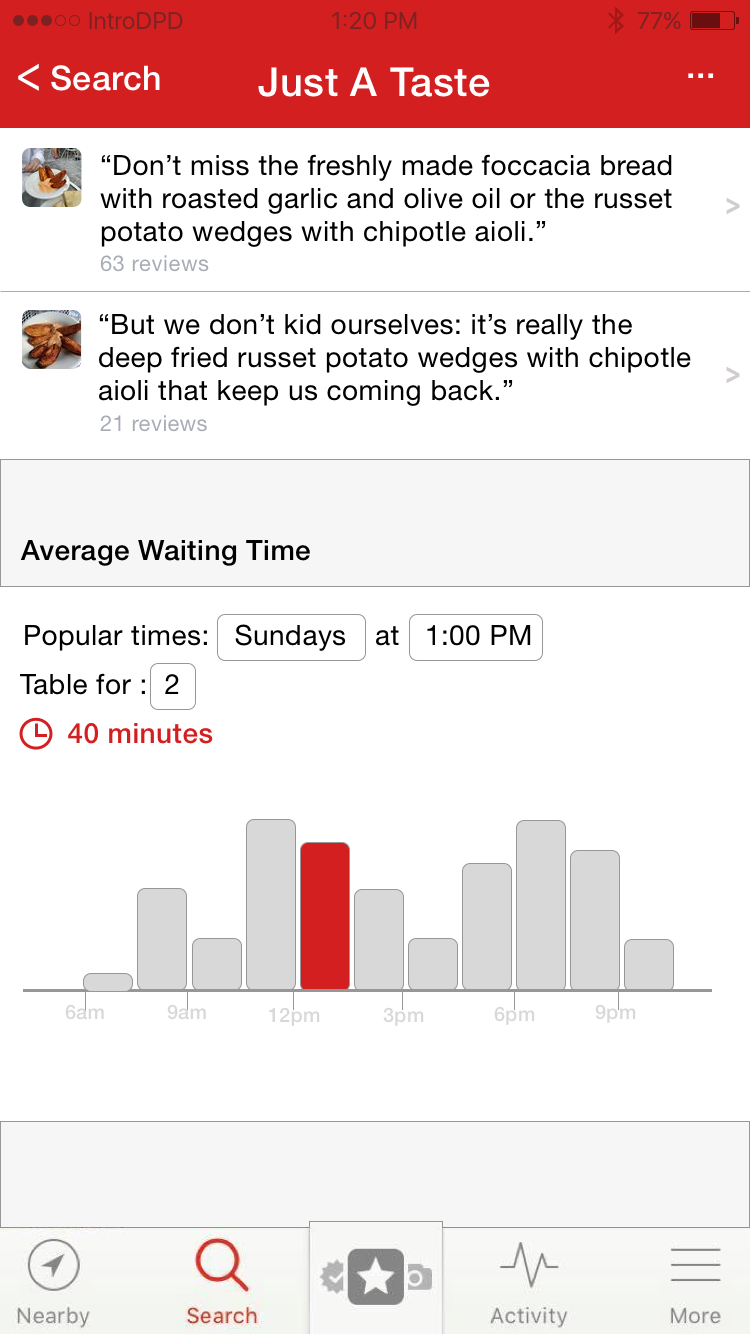 IntroDPD 1:20 PM 77%
< Search Just A Taste ...
“Don’t miss the freshly made foccacia bread
with roasted garlic and olive oil or the russet
potato wedges with chipotle aioli.”
63 reviews
“But we don’t kid ourselves: it’s really the
deep fried russet potato wedges with chipotle
aioli that keep us coming back.”
21 reviews
Average Waiting Time
Popular times: Sundays at 1:00 PM
Table for : 2
40 minutes
6am 9am 12pm 3pm 6pm 9pm
Nearby Search Activity More